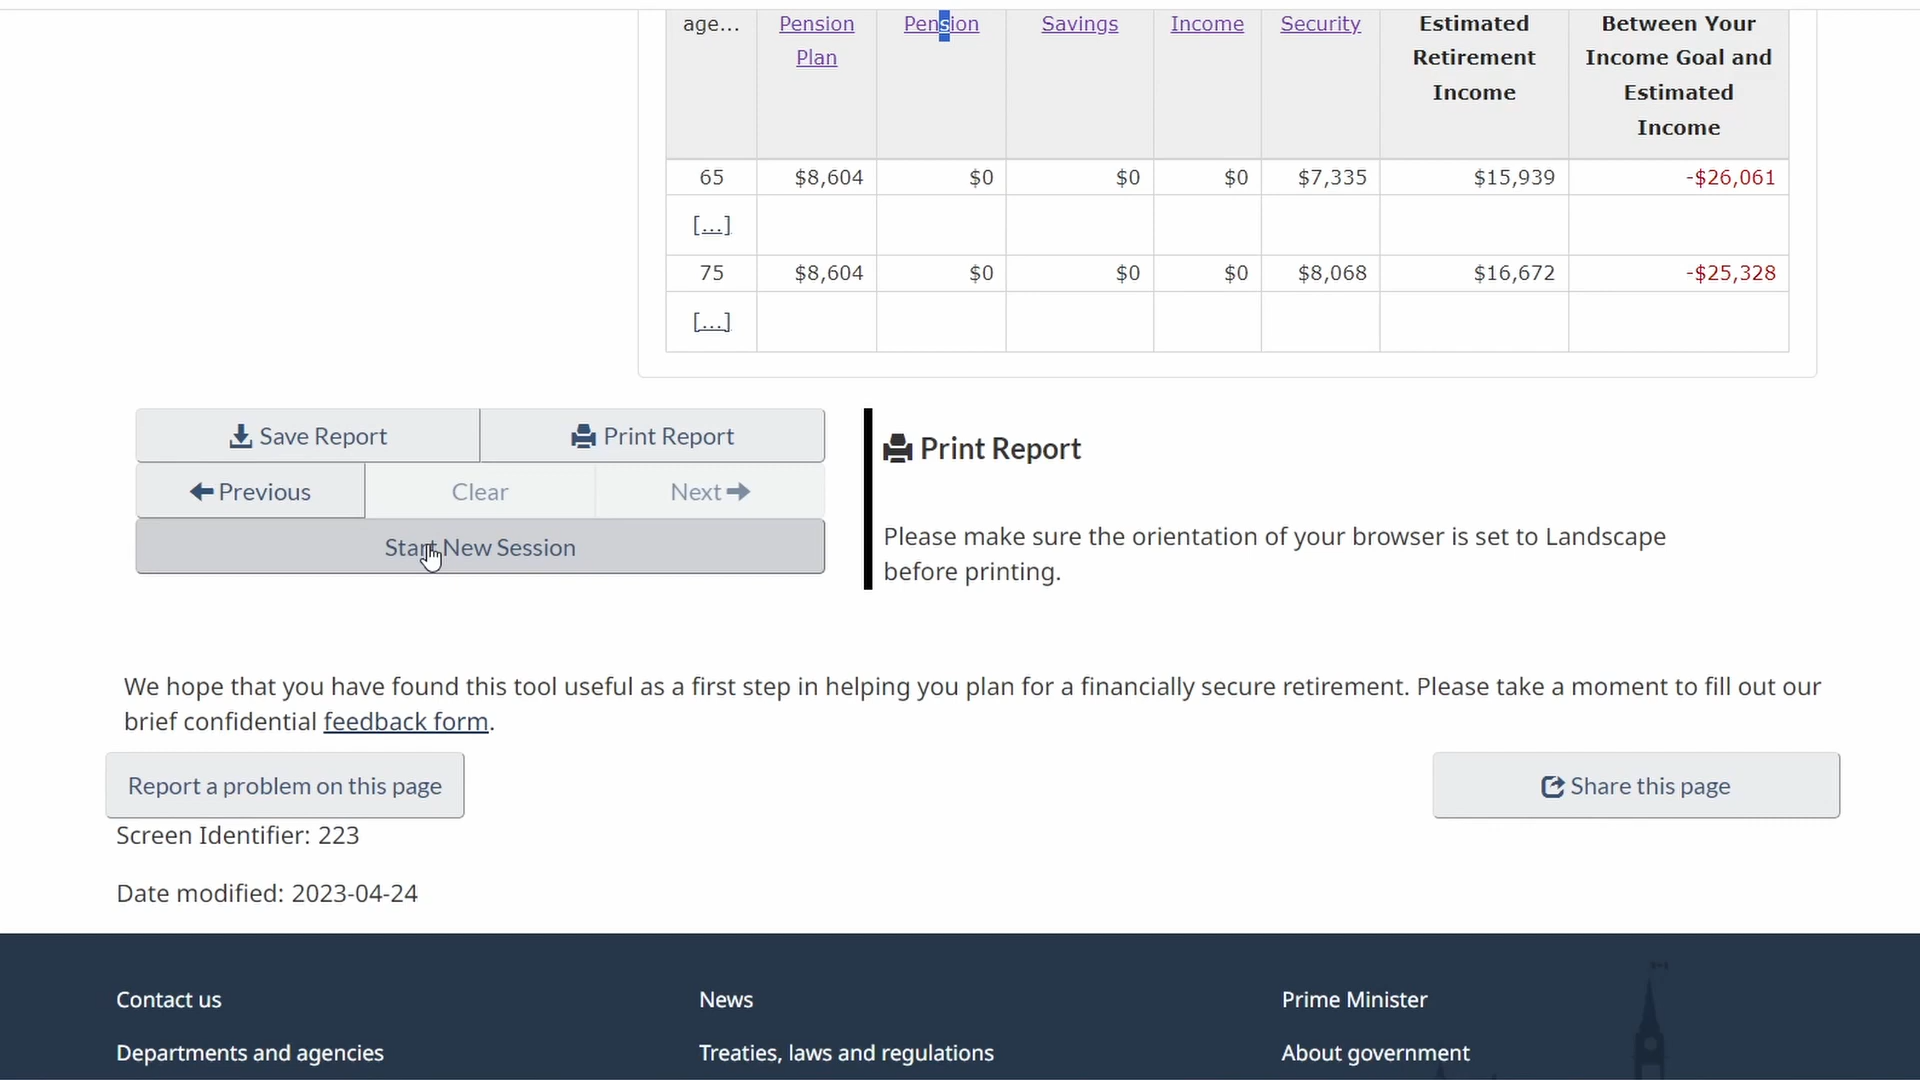 age... Pension Pension Savings Income Security Estimated Between Your
Plan Retirement Income Goal and
Income Estimated
Income
65 $8,604 $0 $0 $0 $7,335 $15,939 -$26,061
[...]
75 $8,604 $0 $0 $0 $8,068 $16,672 -$25,328
[...]
Save Report Print Report
Previous Clear Next
Start New Session
Print Report
Please make sure the orientation of your browser is set to Landscape
before printing.
We hope that you have found this tool useful as a first step in helping you plan for a financially secure retirement. Please take a moment to fill out our
brief confidential feedback form.
Report a problem on this page
Share this page
Screen Identifier: 223
Date modified: 2023-04-24
Contact us News Prime Minister
Departments and agencies Treaties, laws and regulations About government